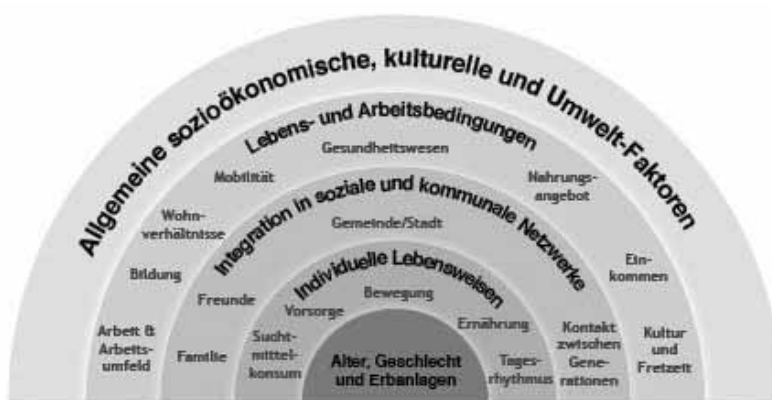 Allgemeine sozioökonomische, kulturelle und Umwelt-Faktoren
Lebens- und Arbeitsbedingungen
Gesundheitswesen
Mobilität
Nahrungs-
angebot
Wohn-
verhältnisse
Bildung
Ein-
kommen
Arbeit &
Arbeits-
umfeld
Kultur
und
Freizeit
Integration in soziale und kommunale Netzwerke
Gemeinde/Stadt
Freunde
Familie
Kontakt
zwischen
Gene-
rationen
Individuelle Lebensweisen
Bewegung
Vorsorge
Ernährung
Sucht-
mittel-
konsum
Tages-
rhythmus
Alter, Geschlecht
und Erbanlagen